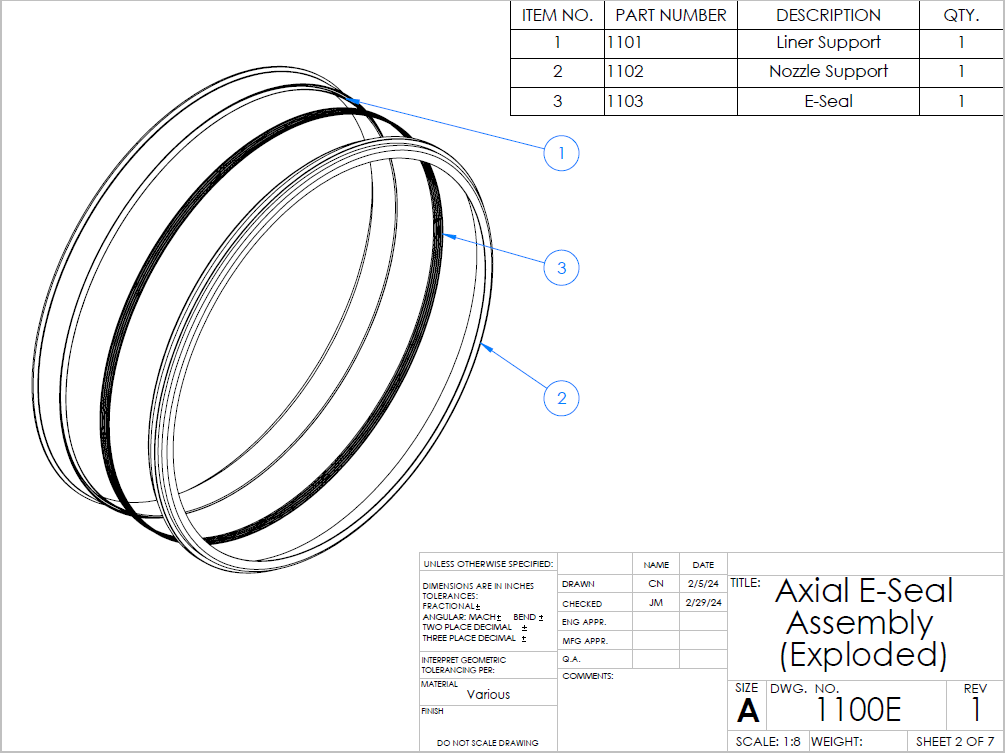 ITEM NO. PART NUMBER DESCRIPTION QTY.
1 1101 Liner Support 1
2 1102 Nozzle Support 1
3 1103 E-Seal 1
1
3
2
UNLESS OTHERWISE SPECIFIED:
DIMENSIONS ARE IN INCHES
TOLERANCES:
FRACTIONAL±
ANGULAR: MACH± BEND ±
TWO PLACE DECIMAL ±
THREE PLACE DECIMAL ±
INTERPRET GEOMETRIC
TOLERANCING PER:
MATERIAL
Various
FINISH
DO NOT SCALE DRAWING
NAME DATE
DRAWN CN 2/5/24
CHECKED JM 2/29/24
ENG APPR.
MFG APPR.
Q.A.
COMMENTS:
TITLE:
Axial E-Seal
Assembly
(Exploded)
SIZE DWG. NO. REV
A 1100E 1
SCALE: 1:8 WEIGHT: SHEET 2 OF 7